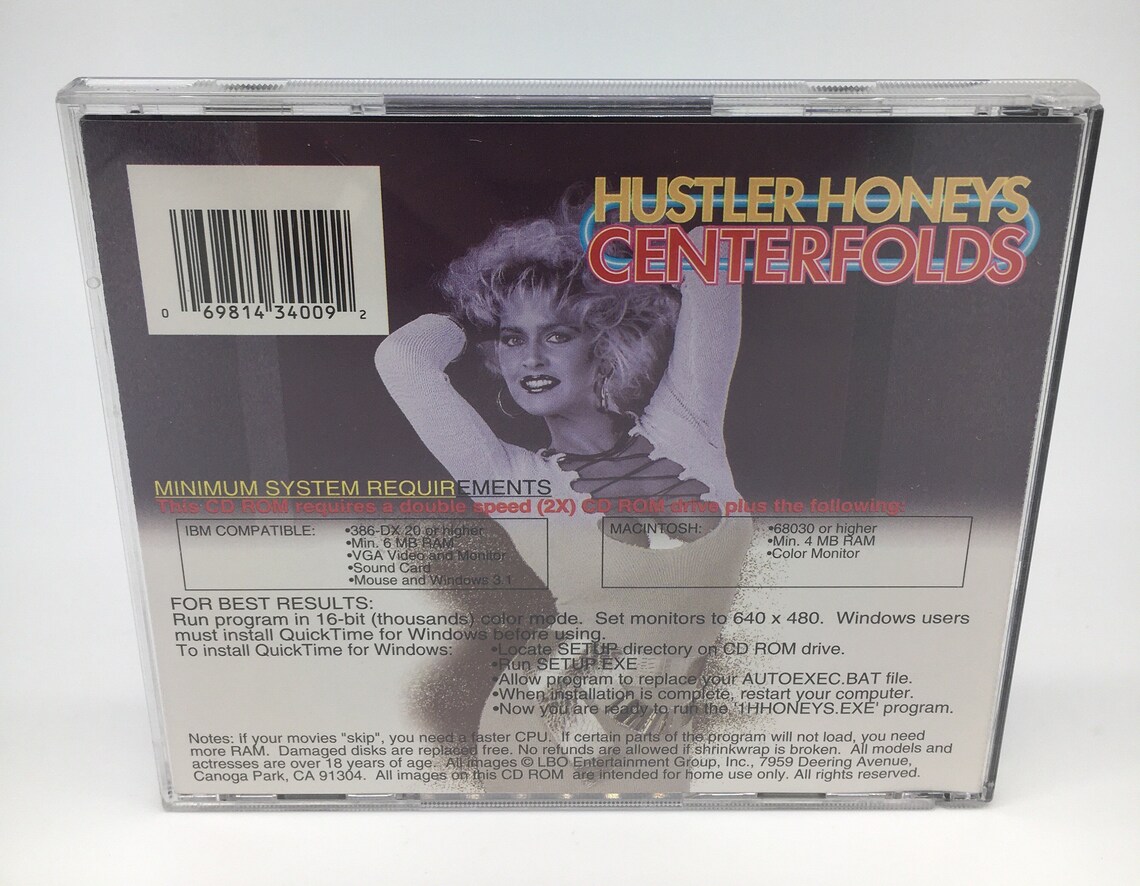 HUSTLER HONEYS
CENTERFOLDS
0 69814 34009 2
MINIMUM SYSTEM REQUIREMENTS
This CD ROM requires a double speed (2X) CD ROM drive plus the following:
IBM COMPATIBLE:
•386-DX 20 or higher
•Min. 6 MB RAM
•VGA Video and Monitor
•Sound Card
•Mouse and Windows 3.1
MACINTOSH:
•68030 or higher
•Min. 4 MB RAM
•Color Monitor
FOR BEST RESULTS:
Run program in 16-bit (thousands) color mode. Set monitors to 640 x 480. Windows users
must install QuickTime for Windows before using.
To install QuickTime for Windows: •Locate SETUP directory on CD ROM drive.
•Run SETUP.EXE
•Allow program to replace your AUTOEXEC.BAT file.
•When installation is complete, restart your computer.
•Now you are ready to run the '1HHONEYS.EXE' program.
Notes: if your movies "skip", you need a faster CPU. If certain parts of the program will not load, you need
more RAM. Damaged disks are replaced free. No refunds are allowed if shrinkwrap is broken. All models and
actresses are over 18 years of age. All images © LBO Entertainment Group, Inc., 7959 Deering Avenue,
Canoga Park, CA 91304. All images on this CD ROM are intended for home use only. All rights reserved.